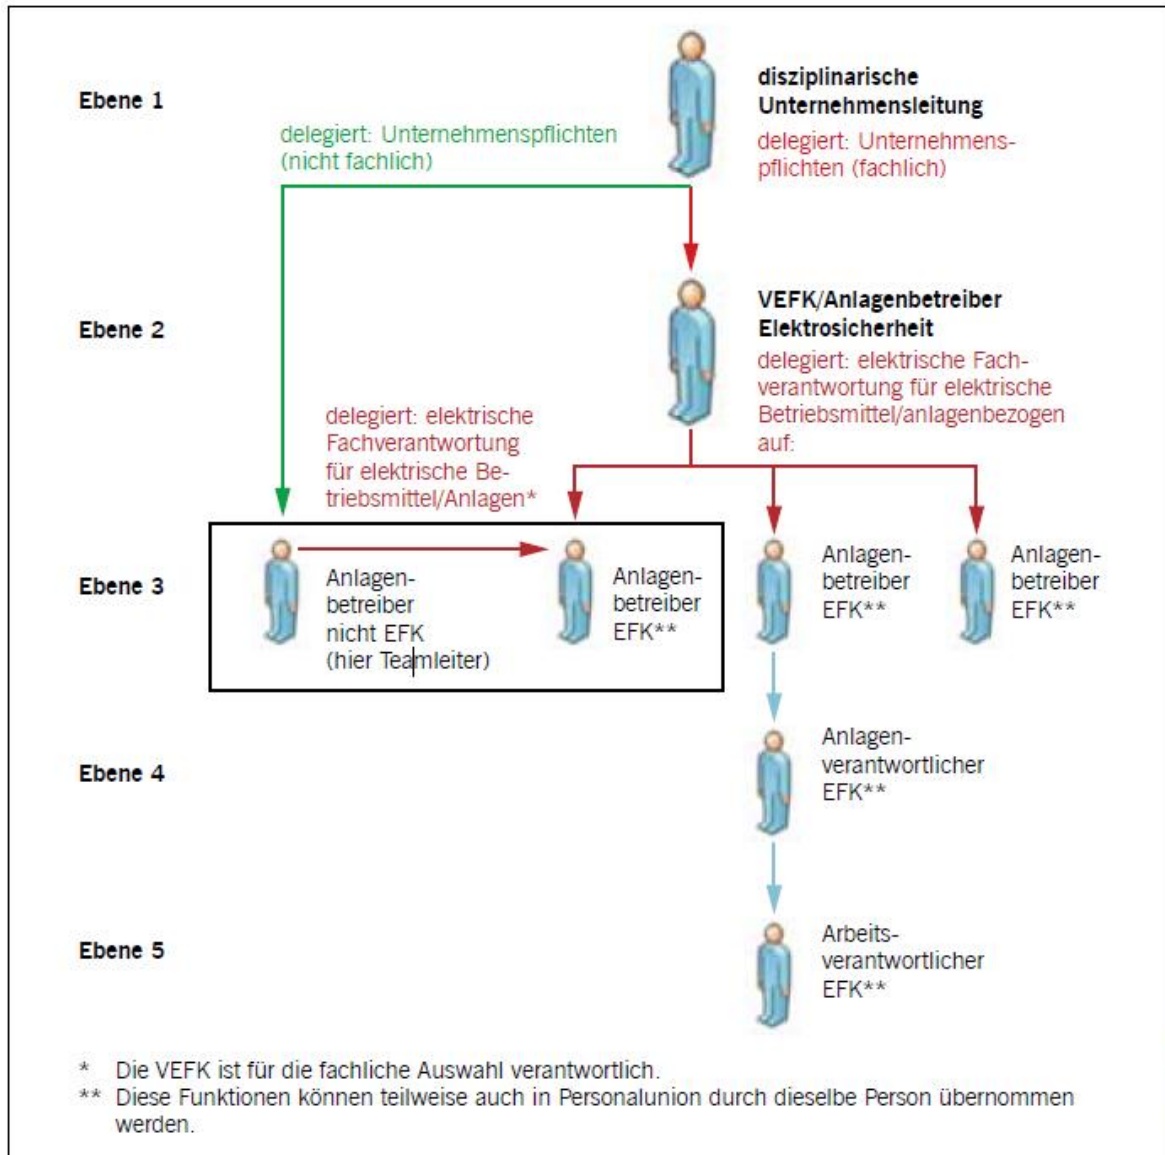 Ebene 1
disziplinarische
Unternehmensleitung
delegiert: Unternehmens-
pflichten (fachlich)
delegiert: Unternehmenspflichten
(nicht fachlich)
Ebene 2
VEFK/Anlagenbetreiber
Elektrosicherheit
delegiert: elektrische Fach-
verantwortung für elektrische
Betriebsmittel/anlagenbezogen
auf:
delegiert: elektrische
Fachverantwortung
für elektrische Be-
triebsmittel/Anlagen*
Ebene 3
Anlagen-
betreiber
nicht EFK
(hier Teamleiter)
Anlagen-
betreiber
EFK**
Anlagen-
betreiber
EFK**
Anlagen-
betreiber
EFK**
Ebene 4
Anlagen-
verantwortlicher
EFK**
Ebene 5
Arbeits-
verantwortlicher
EFK**
* Die VEFK ist für die fachliche Auswahl verantwortlich.
** Diese Funktionen können teilweise auch in Personalunion durch dieselbe Person übernommen
werden.